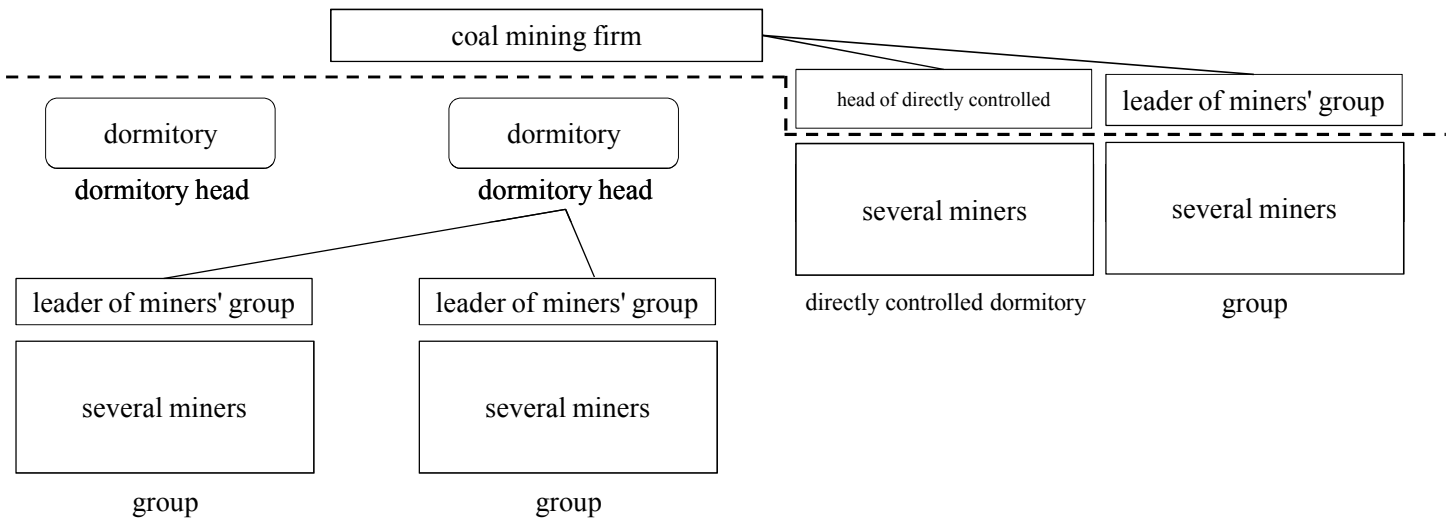 coal mining firm
head of directly controlled
leader of miners' group
dormitory
dormitory
dormitory head
dormitory head
several miners
several miners
leader of miners' group
leader of miners' group
directly controlled dormitory
group
several miners
several miners
group
group